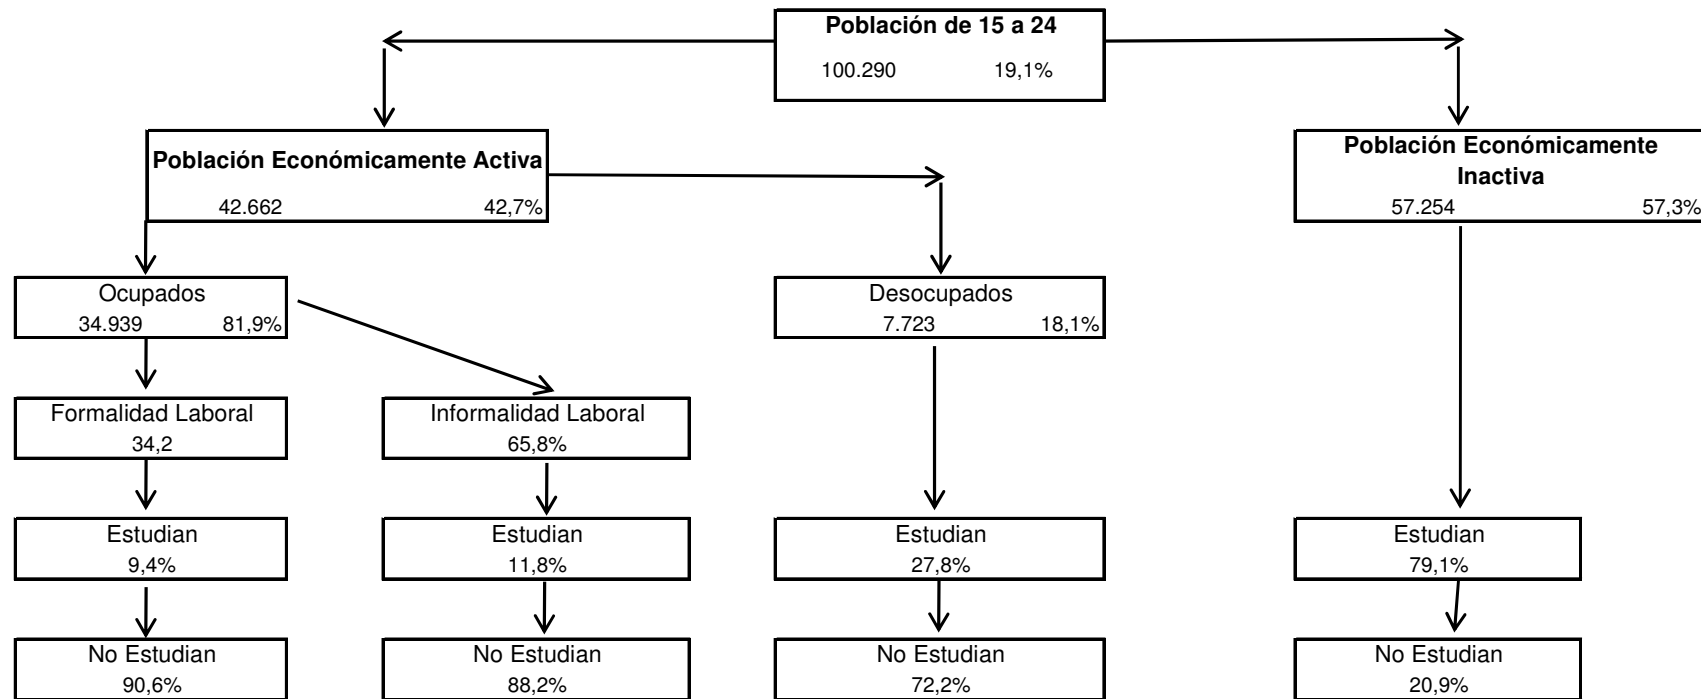 Población de 15 a 24
100.290 19,1%
Población Económicamente Activa
42.662 42,7%
Población Económicamente
Inactiva
57.254 57,3%
Ocupados
34.939 81,9%
Desocupados
7.723 18,1%
Formalidad Laboral
34,2
Informalidad Laboral
65,8%
Estudian
9,4%
Estudian
11,8%
Estudian
27,8%
Estudian
79,1%
No Estudian
90,6%
No Estudian
88,2%
No Estudian
72,2%
No Estudian
20,9%